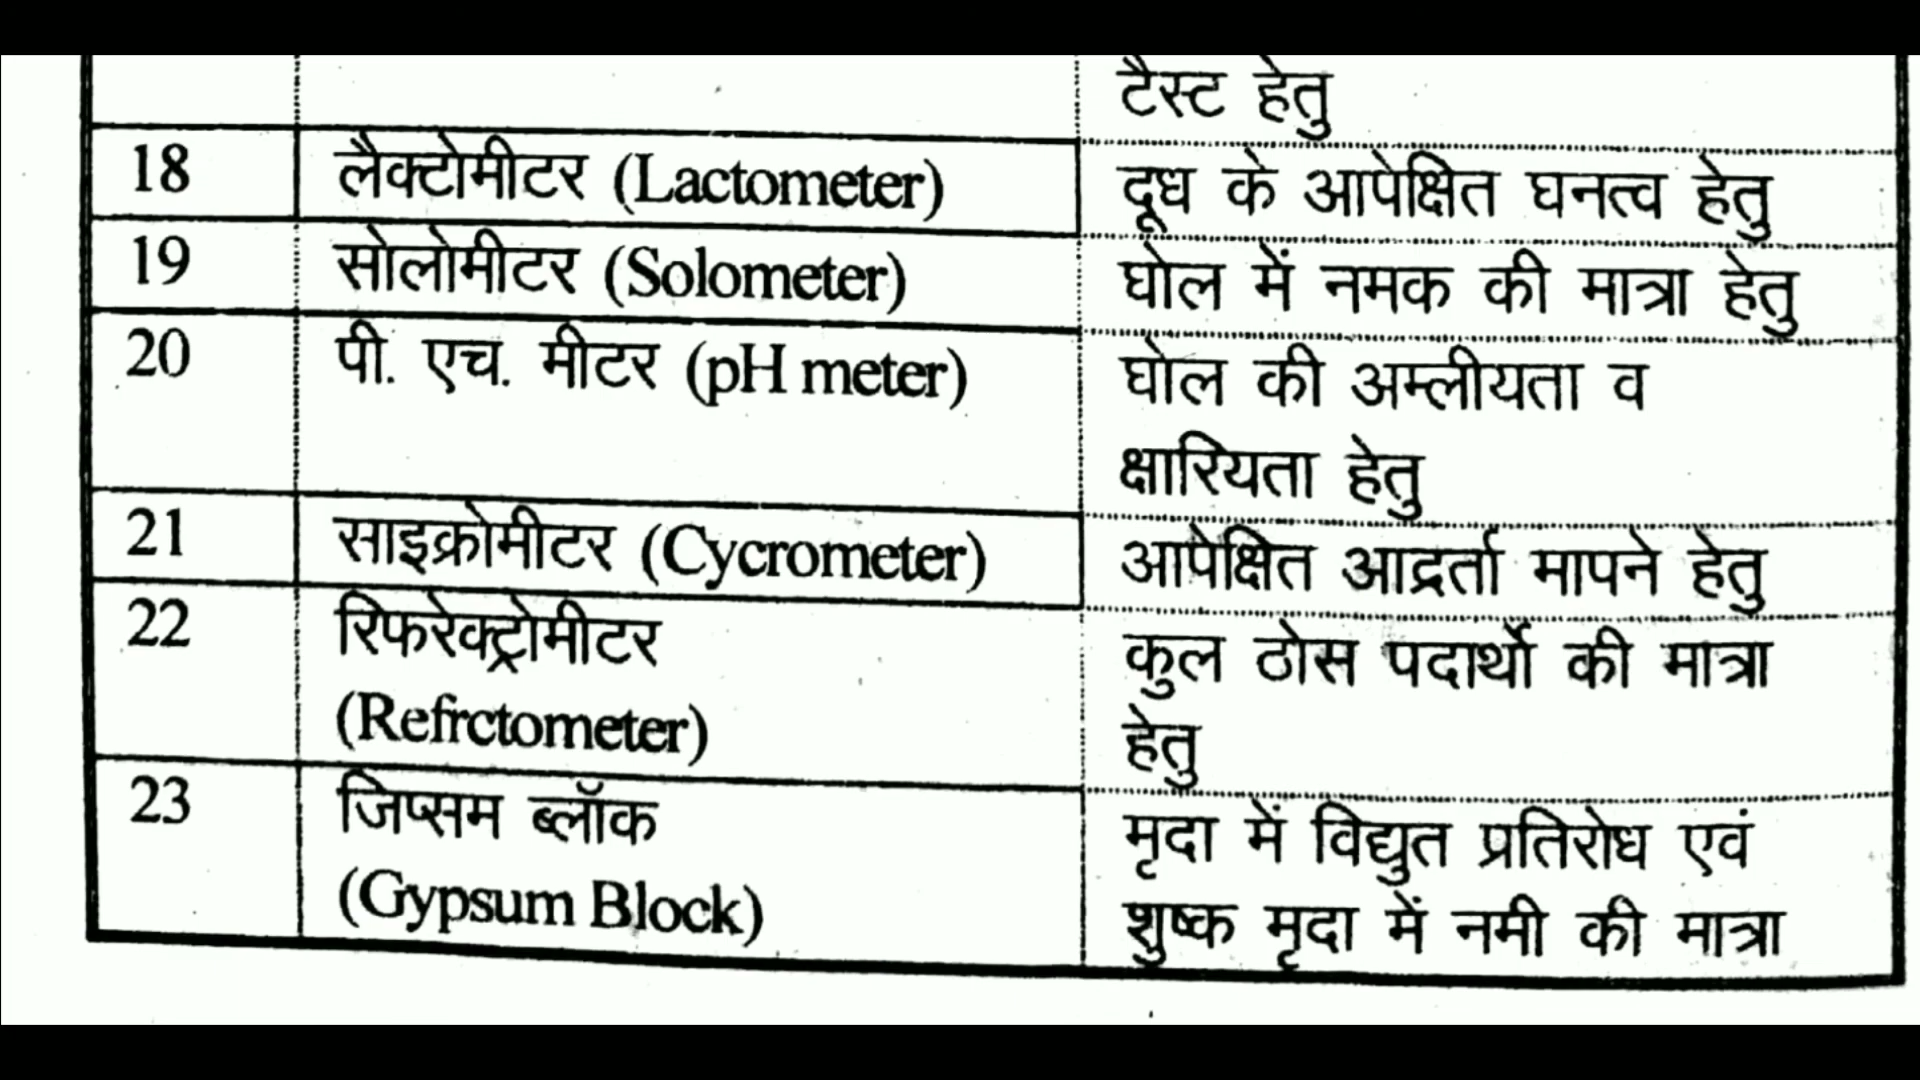 टैस्ट हेतु
18 लैक्टोमीटर (Lactometer) दूध के आपेक्षित घनत्व हेतु
19 सोलोमीटर (Solometer) घोल में नमक की मात्रा हेतु
20 पी. एच. मीटर (pH meter) घोल की अम्लीयता व
क्षारियता हेतु
21 साइक्रोमीटर (Cycrometer) आपेक्षित आद्रर्ता मापने हेतु
22 रिफरेक्ट्रोमीटर कुल ठोस पदार्थो की मात्रा
(Refrctometer) हेतु
23 जिप्सम ब्लॉक मृदा में विद्युत प्रतिरोध एवं
(Gypsum Block) शुष्क मृदा में नमी की मात्रा